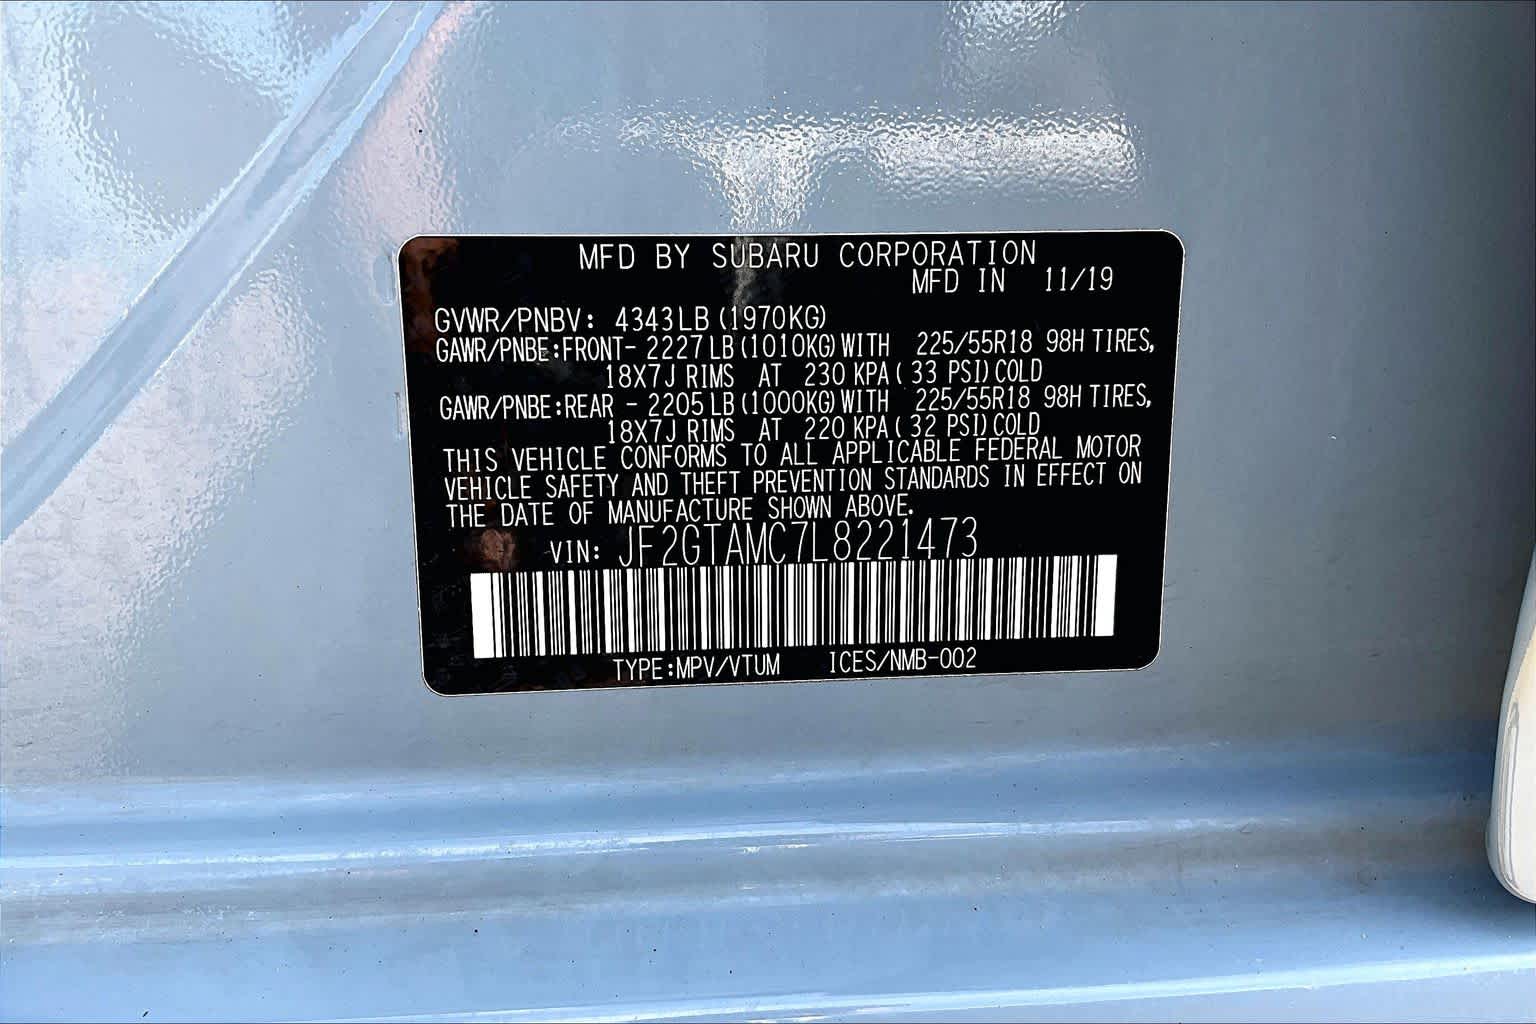 MFD BY SUBARU CORPORATION
MFD IN 11/19
GVWR/PNBV: 4343LB (1970KG)
GAWR/PNBE:FRONT- 2227LB(1010KG)WITH 225/55R18 98H TIRES,
18X7J RIMS AT 230 KPA( 33 PSI)COLD
GAWR/PNBE:REAR - 2205LB(1000KG)WITH 225/55R18 98H TIRES,
18X7J RIMS AT 220 KPA( 32 PSI)COLD
THIS VEHICLE CONFORMS TO ALL APPLICABLE FEDERAL MOTOR
VEHICLE SAFETY AND THEFT PREVENTION STANDARDS IN EFFECT ON
THE DATE OF MANUFACTURE SHOWN ABOVE.
VIN: JF2GTAMC7L8221473
TYPE:MPV/VTUM ICES/NMB-002